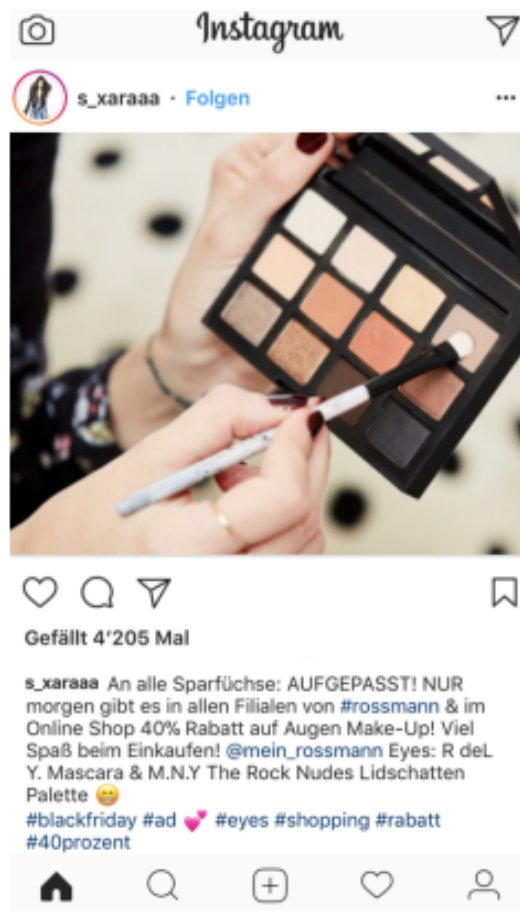 Instagram
s_xaraaa · Folgen
Gefällt 4'205 Mal
s_xaraaa An alle Sparfüchse: AUFGEPASST! NUR
morgen gibt es in allen Filialen von #rossmann & im
Online Shop 40% Rabatt auf Augen Make-Up! Viel
Spaß beim Einkaufen! @mein_rossmann Eyes: R deL
Y. Mascara & M.N.Y The Rock Nudes Lidschatten
Palette 😁
#blackfriday #ad 💕 #eyes #shopping #rabatt
#40prozent